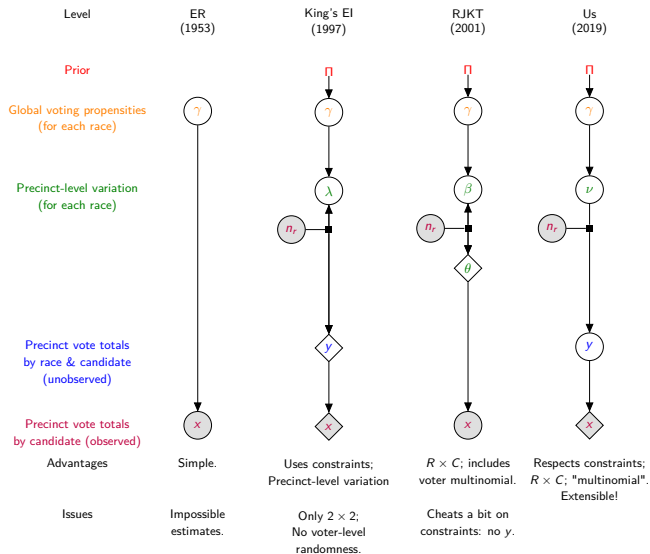 Level ER King's EI RJKT Us
(1953) (1997) (2001) (2019)
Prior Π Π Π
Global voting propensities γ γ γ γ
(for each race)
Precinct-level variation λ β ν
(for each race)
n_r n_r n_r
θ
Precinct vote totals
by race & candidate y y
(unobserved)
Precinct vote totals x x x x
by candidate (observed)
Advantages Simple. Uses constraints; R × C; includes Respects constraints;
Precinct-level variation voter multinomial. R × C; "multinomial".
Extensible!
Issues Impossible Only 2 × 2; Cheats a bit on
estimates. No voter-level constraints: no y.
randomness.